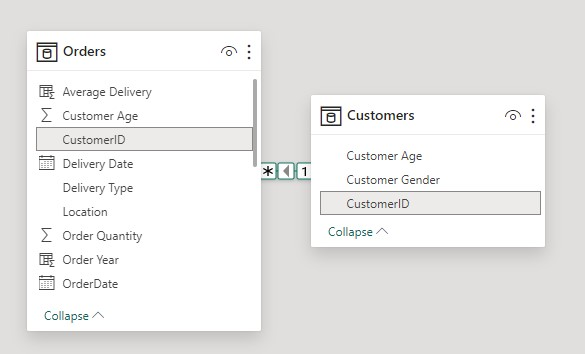 Orders
Average Delivery
Customer Age
CustomerID
Delivery Date
Delivery Type
Location
Order Quantity
Order Year
OrderDate
Collapse
* 1
Customers
Customer Age
Customer Gender
CustomerID
Collapse